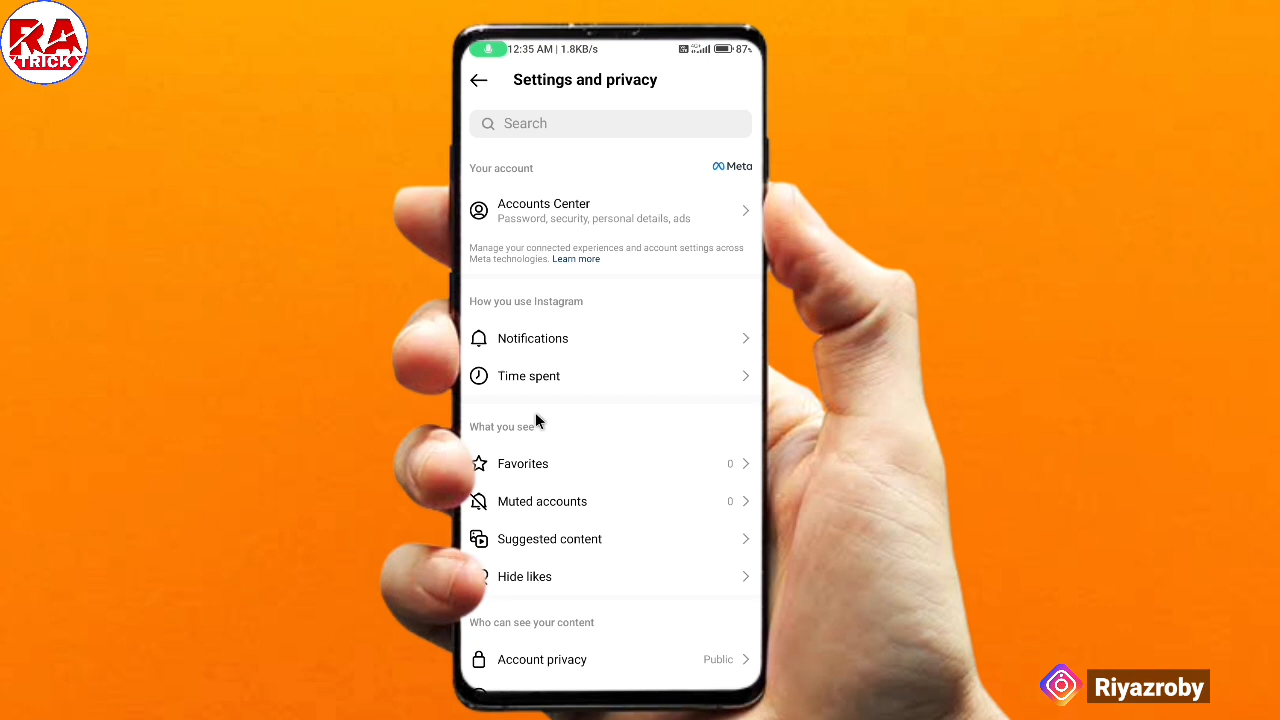 RA
TRICK
12:35 AM | 1.8KB/s
87%
Settings and privacy
Search
Your account
Meta
Accounts Center
Password, security, personal details, ads
Manage your connected experiences and account settings across
Meta technologies. Learn more
How you use Instagram
Notifications
Time spent
What you see
Favorites 0
Muted accounts 0
Suggested content
Hide likes
Who can see your content
Account privacy Public
Riyazroby